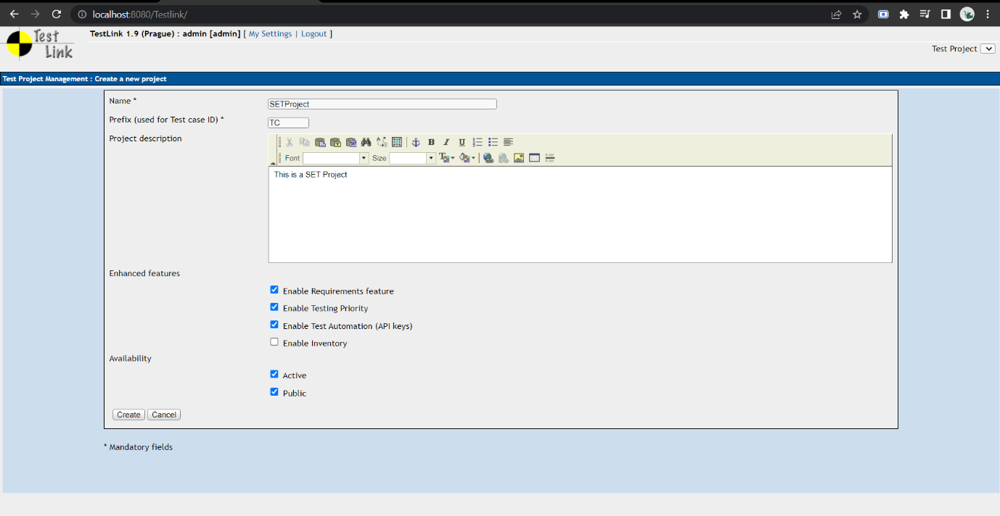 localhost:8080/Testlink/
Test
Link
TestLink 1.9 (Prague) : admin [admin] [ My Settings | Logout ]
Test Project
Test Project Management : Create a new project
Name *
SETProject
Prefix (used for Test case ID) *
TC
Project description
Font
Size
This is a SET Project
Enhanced features
Enable Requirements feature
Enable Testing Priority
Enable Test Automation (API keys)
Enable Inventory
Availability
Active
Public
Create Cancel
* Mandatory fields